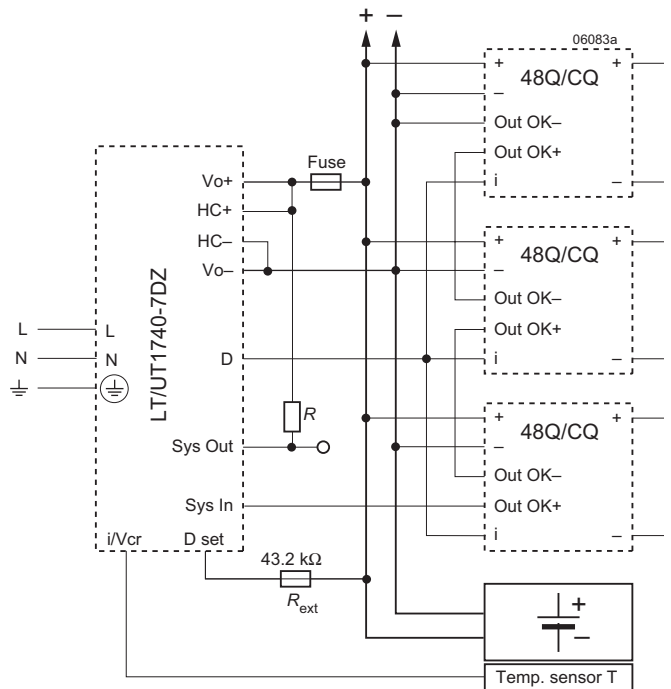 + –
06083a
48Q/CQ
+
–
Out OK–
Out OK+
i
+
–
Fuse
Vo+
HC+
HC–
Vo–
D
Sys Out
Sys In
i/Vcr
D set
LT/UT1740-7DZ
L
N
L
N
R
48Q/CQ
+
–
Out OK–
Out OK+
i
+
–
48Q/CQ
+
–
Out OK–
Out OK+
i
+
–
43.2 kΩ
Rext
+
–
Temp. sensor T